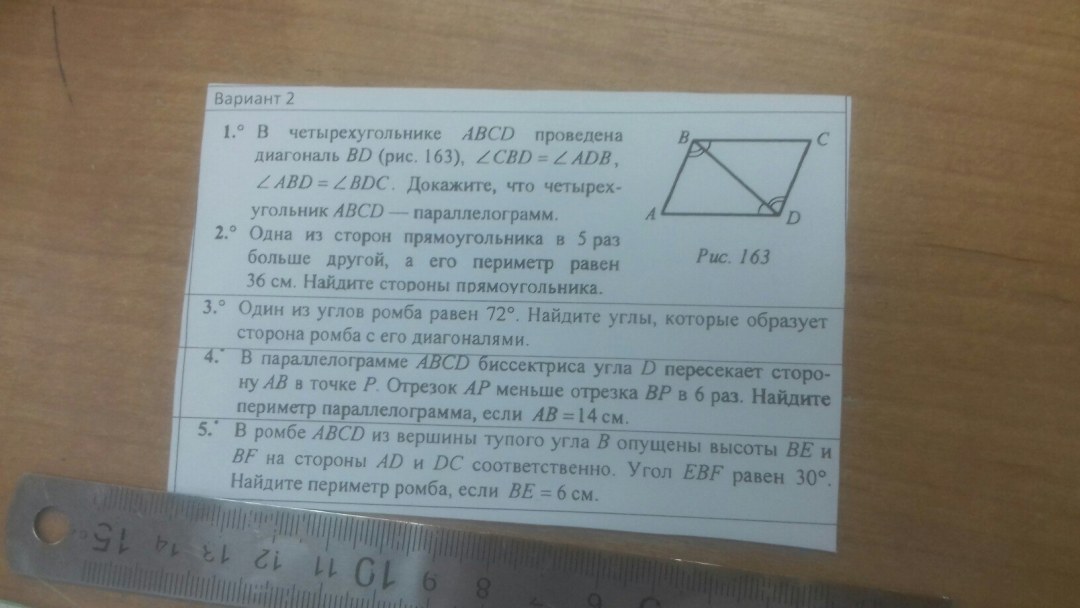 Вариант 2
1.° В четырехугольнике ABCD проведена
диагональ BD (рис. 163), ∠CBD = ∠ADB,
∠ABD = ∠BDC. Докажите, что четырех-
угольник ABCD — параллелограмм.
B
C
A
D
Рис. 163
2.° Одна из сторон прямоугольника в 5 раз
больше другой, а его периметр равен
36 см. Найдите стороны прямоугольника.
3.° Один из углов ромба равен 72°. Найдите углы, которые образует
сторона ромба с его диагоналями.
4.• В параллелограмме ABCD биссектриса угла D пересекает сторо-
ну AB в точке P. Отрезок AP меньше отрезка BP в 6 раз. Найдите
периметр параллелограмма, если AB = 14 см.
5.• В ромбе ABCD из вершины тупого угла B опущены высоты BE и
BF на стороны AD и DC соответственно. Угол EBF равен 30°.
Найдите периметр ромба, если BE = 6 см.
15 14 13 12 11 10 9 8 7 6 5